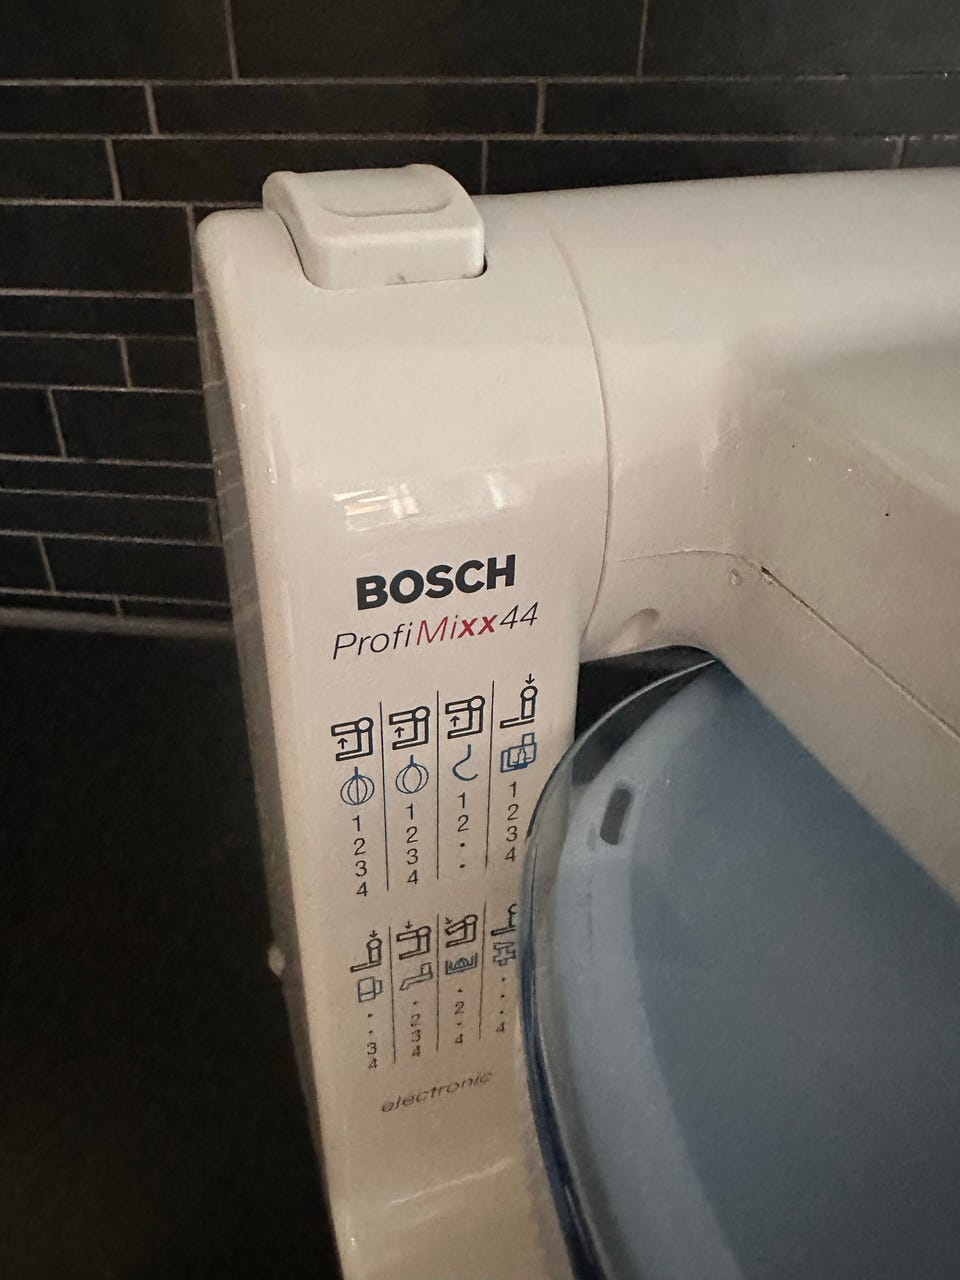 BOSCH
ProfiMixx44
1 1 1 1
2 2 2 2
3 3 • 3
4 4 • 4
• • • •
• 2 2 •
3 3 • •
4 4 4 4
electronic